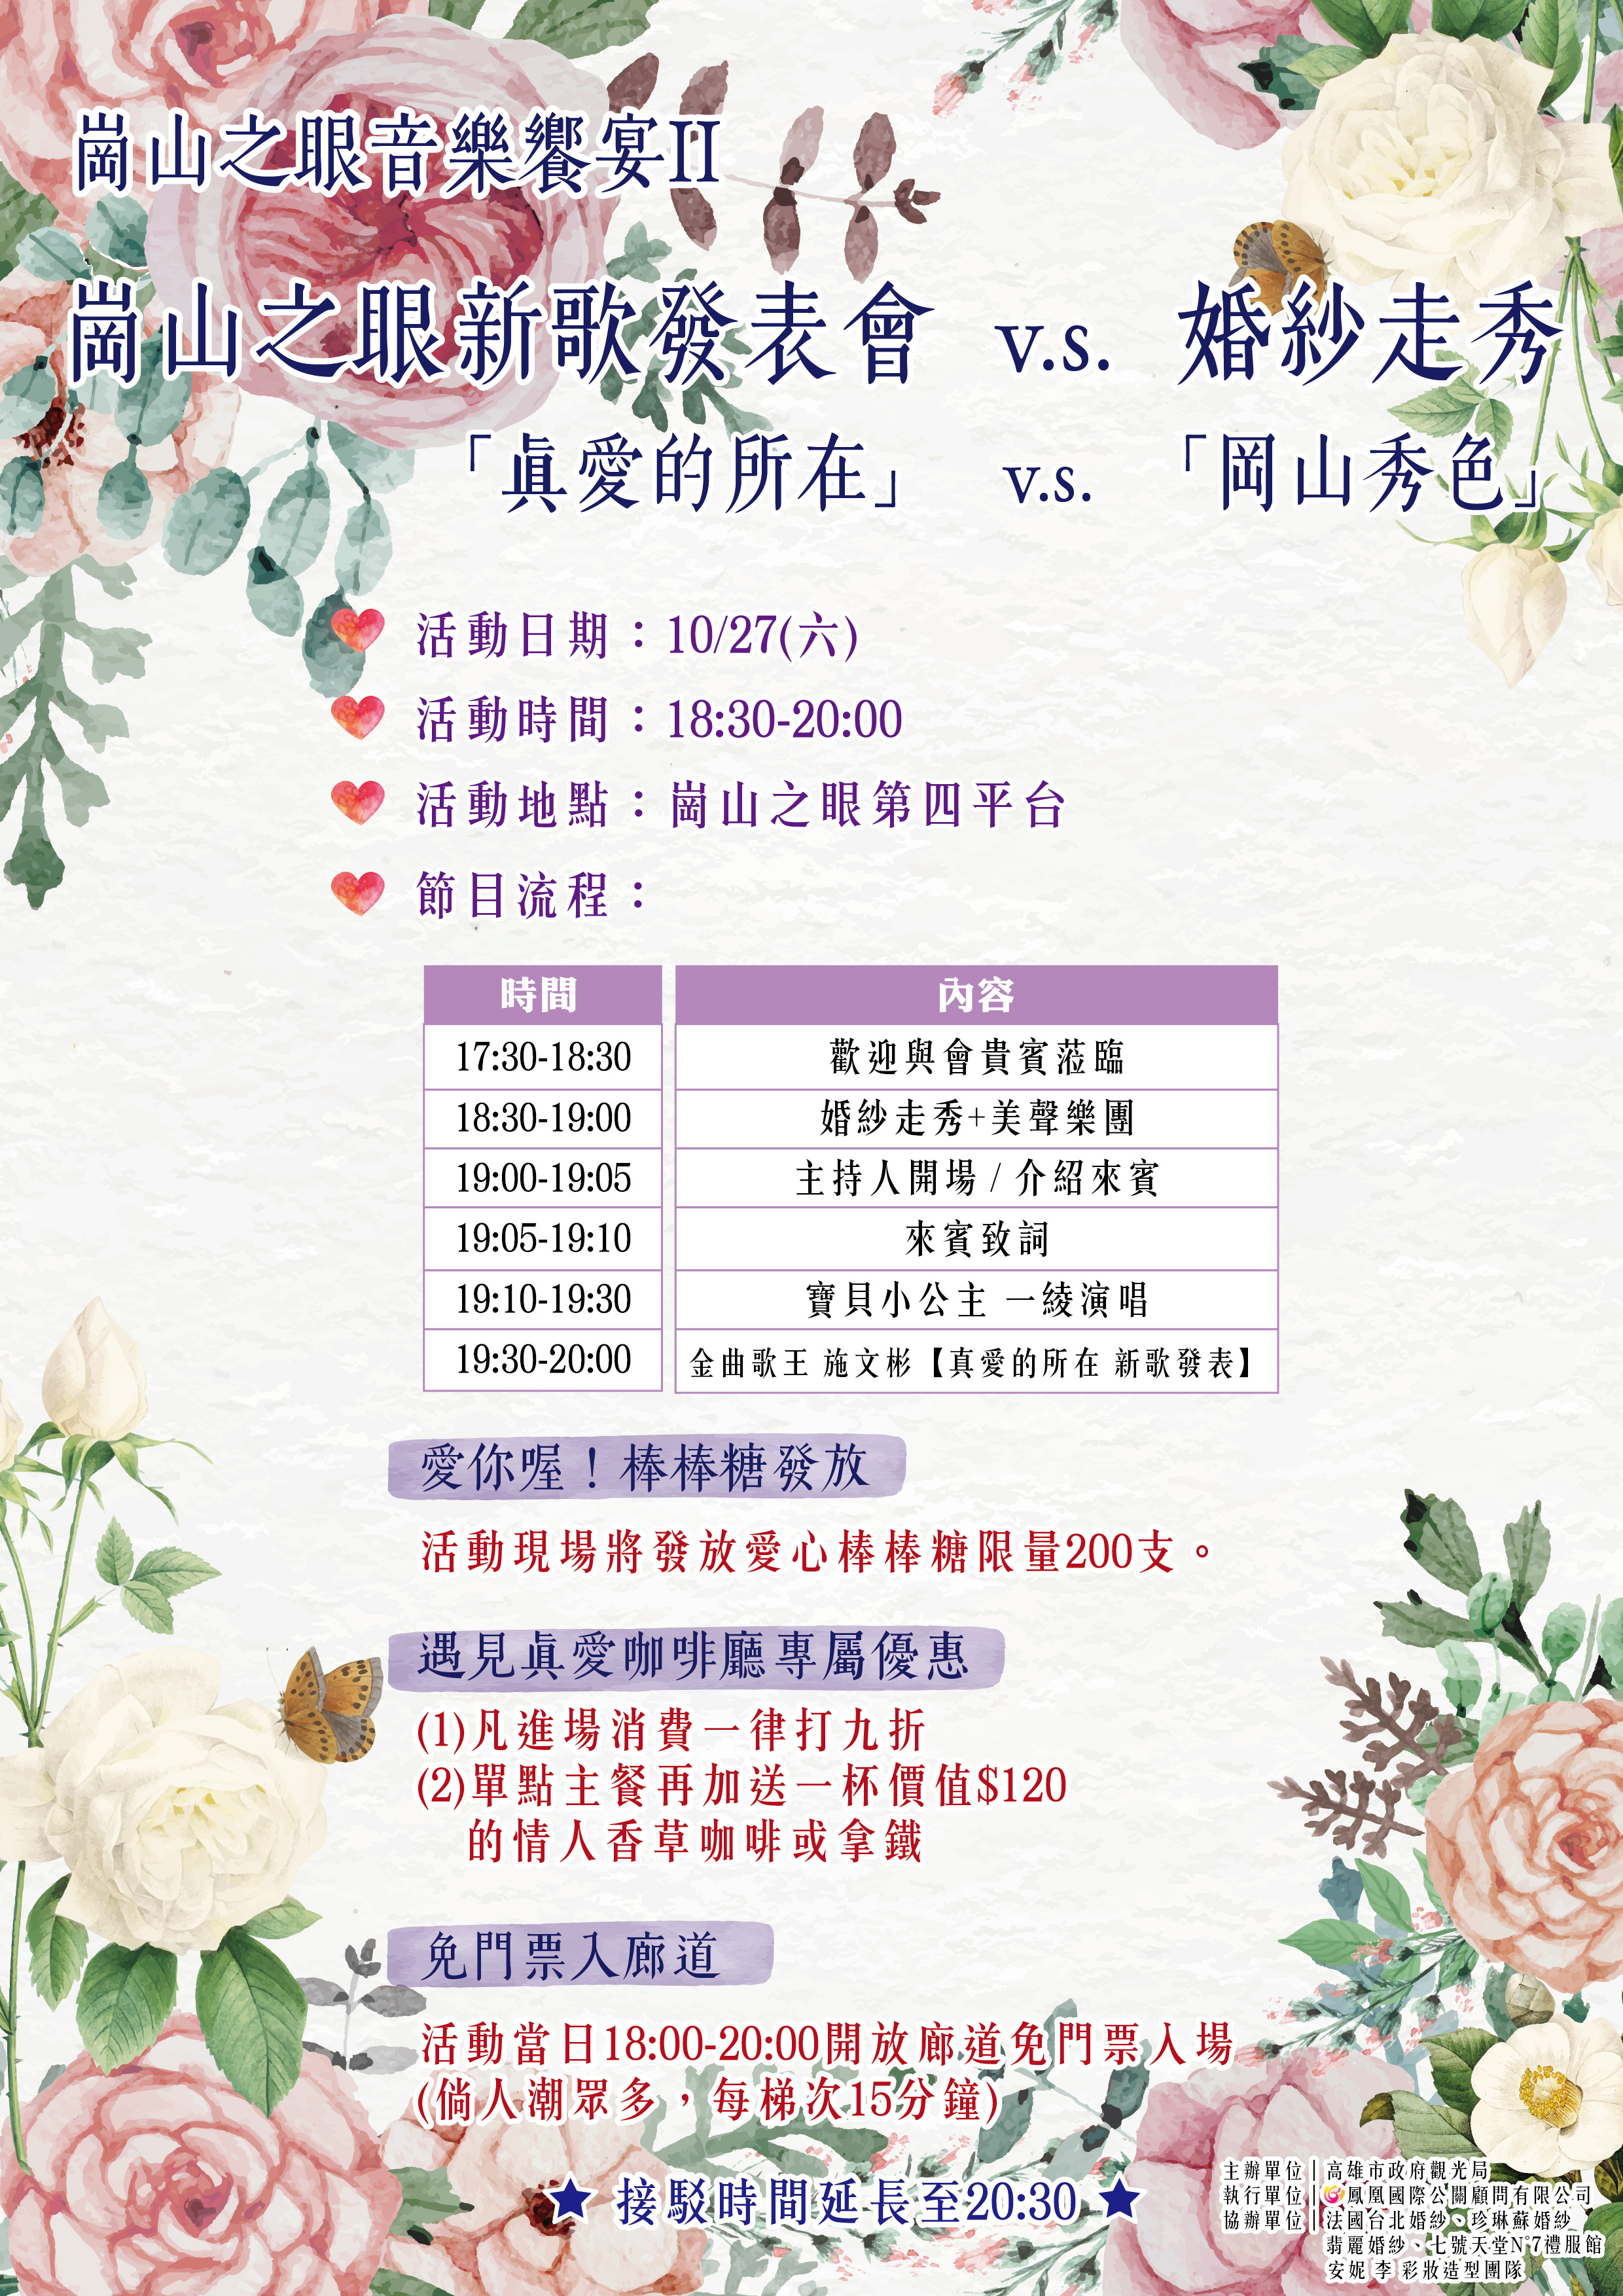 崗山之眼音樂饗宴II
崗山之眼新歌發表會 v.s. 婚紗走秀
「真愛的所在」 v.s. 「岡山秀色」
活動日期：10/27(六)
活動時間：18:30-20:00
活動地點：崗山之眼第四平台
節目流程：
時間 內容
17:30-18:30 歡迎與會貴賓蒞臨
18:30-19:00 婚紗走秀+美聲樂團
19:00-19:05 主持人開場 / 介紹來賓
19:05-19:10 來賓致詞
19:10-19:30 寶貝小公主 一綾演唱
19:30-20:00 金曲歌王 施文彬【真愛的所在 新歌發表】
愛你喔！棒棒糖發放
活動現場將發放愛心棒棒糖限量200支。
遇見真愛咖啡廳專屬優惠
(1)凡進場消費一律打九折
(2)單點主餐再加送一杯價值$120
的情人香草咖啡或拿鐵
免門票入廊道
活動當日18:00-20:00開放廊道免門票入場
(倘人潮眾多，每梯次15分鐘)
★ 接駁時間延長至20:30 ★
主辦單位｜高雄市政府觀光局
執行單位｜鳳凰國際公關顧問有限公司
協辦單位｜法國台北婚紗、珍琳蘇婚紗
翡麗婚紗、七號天堂N°7禮服館
安妮 李 彩妝造型團隊